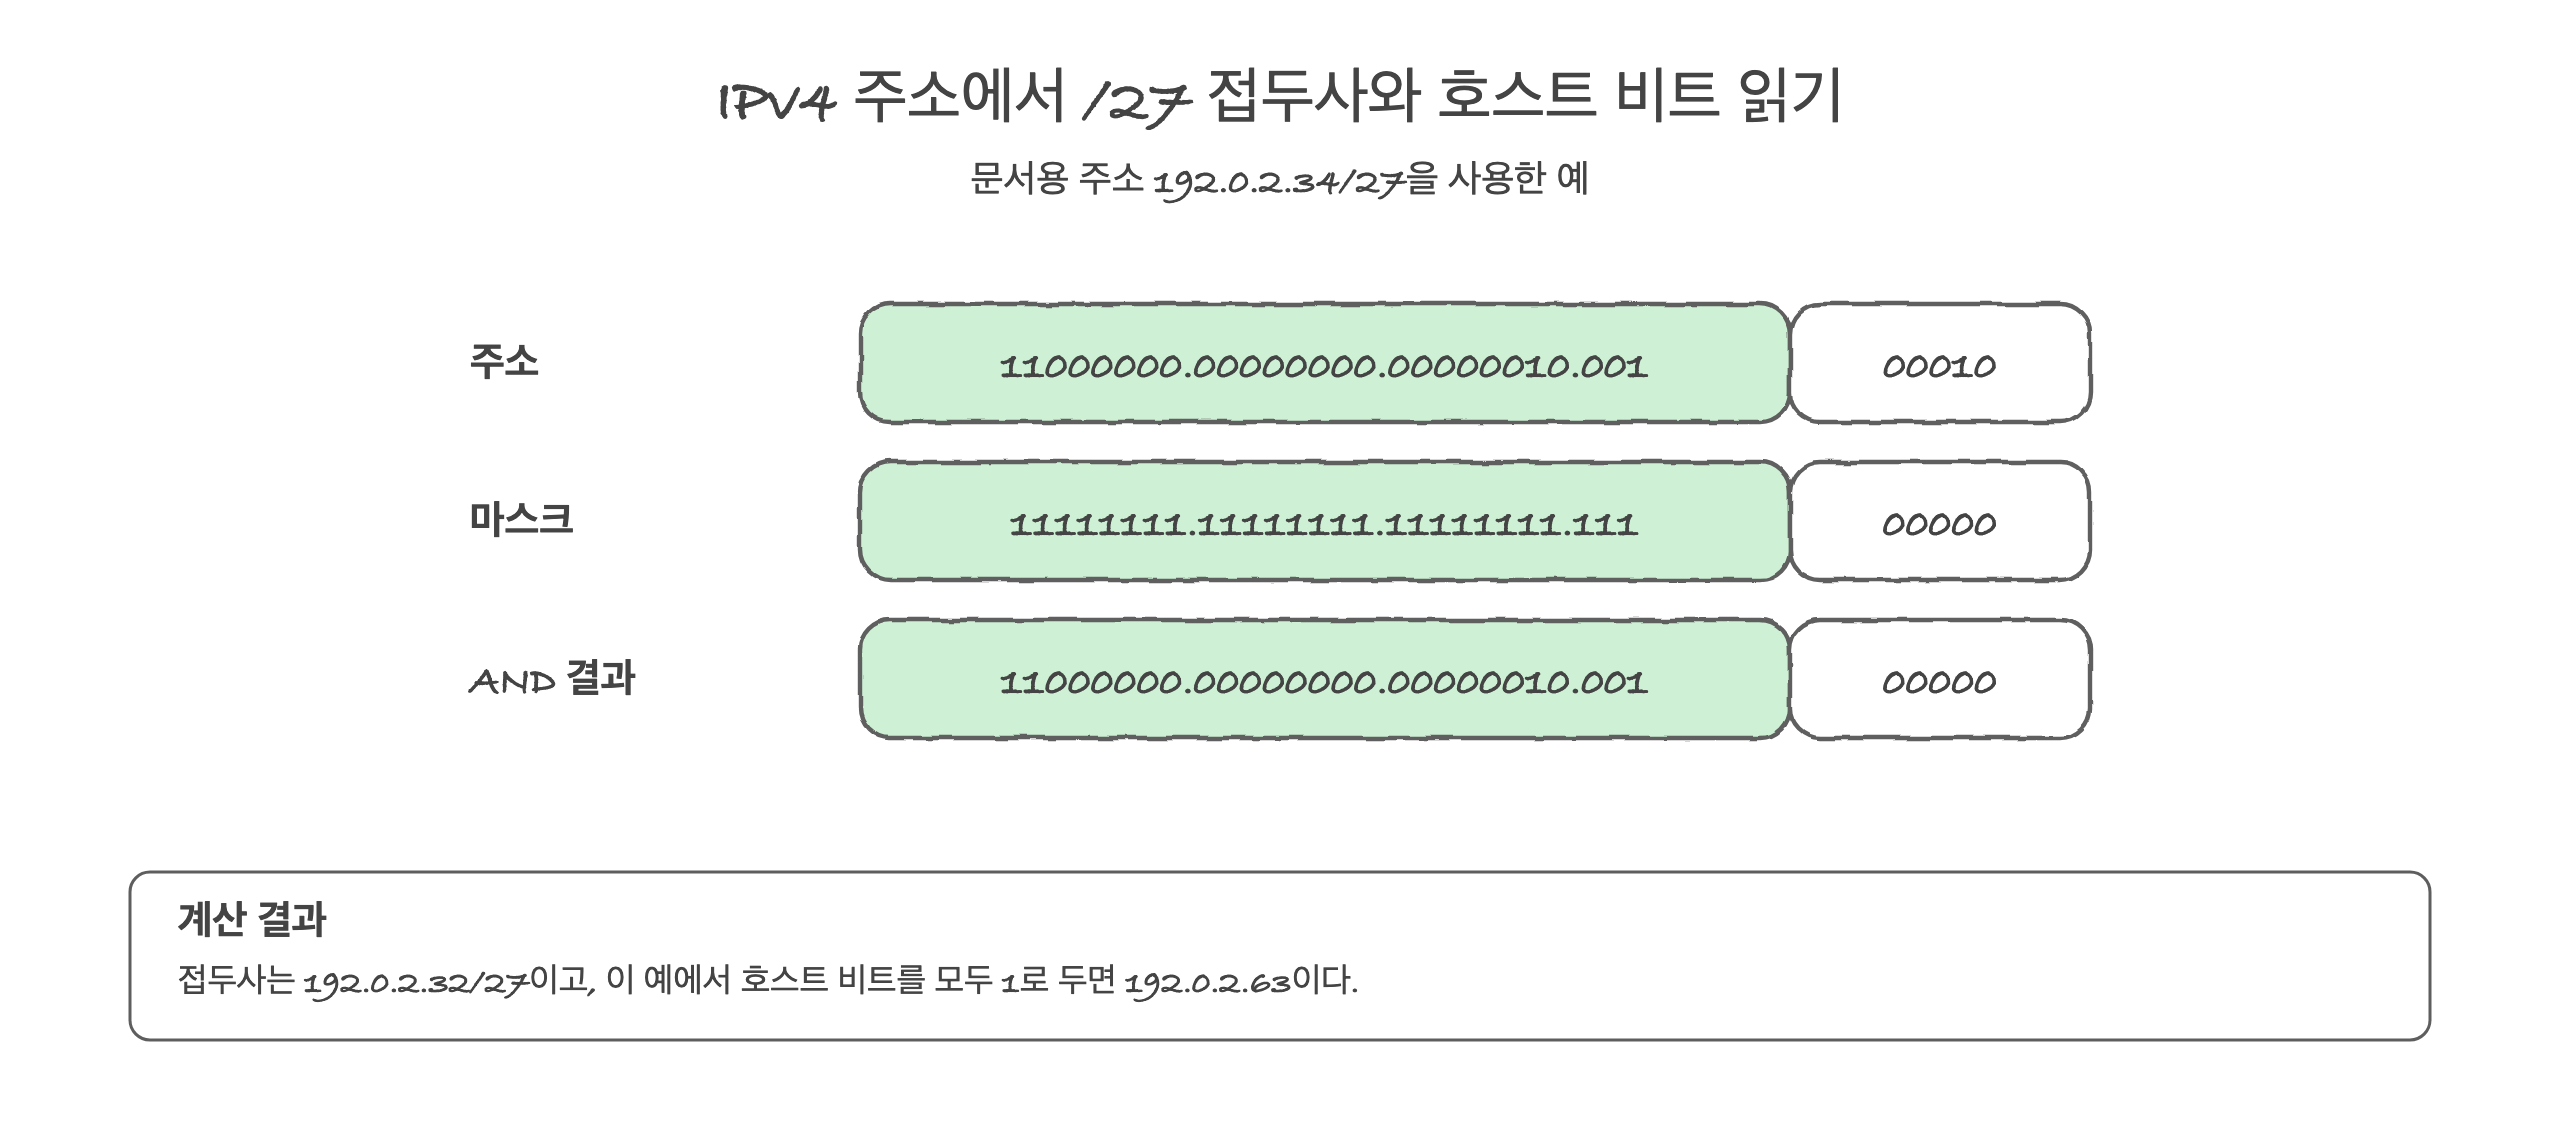 IPv4 주소에서 /27 접두사와 호스트 비트 읽기
문서용 주소 192.0.2.34/27을 사용한 예
주소 11000000.00000000.00000010.001 00010
마스크 11111111.11111111.11111111.111 00000
AND 결과 11000000.00000000.00000010.001 00000
계산 결과
접두사는 192.0.2.32/27이고, 이 예에서 호스트 비트를 모두 1로 두면 192.0.2.63이다.